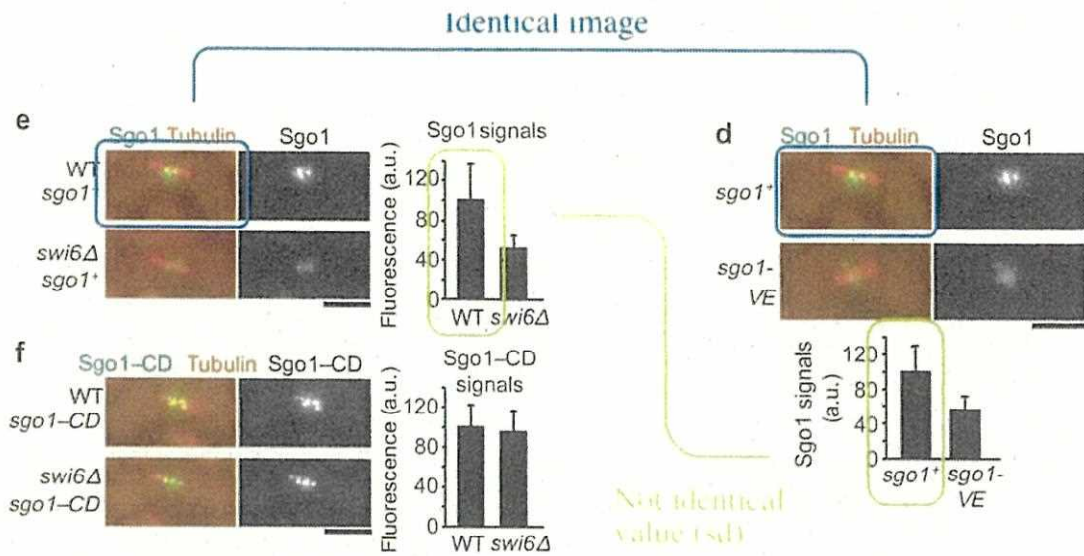 Identical image
e
Sgo1 Tubulin Sgo1
WT
sgo1⁺
swi6Δ
sgo1⁺
Sgo1 signals
Fluorescence (a.u.)
120
80
40
0
WT swi6Δ
d
Sgo1 Tubulin Sgo1
sgo1⁺
sgo1-
VE
Sgo1 signals
(a.u.)
120
80
40
0
sgo1⁺ sgo1-
VE
f
Sgo1–CD Tubulin Sgo1–CD
WT
sgo1–CD
swi6Δ
sgo1–CD
Sgo1–CD
signals
Fluorescence (a.u.)
120
80
40
0
WT swi6Δ
Not identical
value (sd)